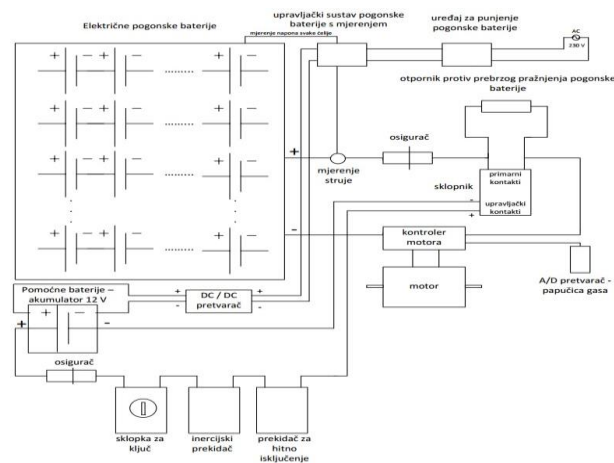 Električne pogonske baterije
upravljački sustav pogonske
baterije s mjerenjem
uređaj za punjenje
pogonske baterije
AC
230 V
mjerenje napona svake ćelije
otpornik protiv prebrzog pražnjenja pogonske
baterije
+ − + − + −
+ − + − + −
+ − + − + −
+ − + − + −
+
-
mjerenje
struje
osigurač
sklopnik
primarni
kontakti
-
+
upravljački
kontakti
kontroler
motora
motor
A/D pretvarač -
papučica gasa
Pomoćne baterije –
akumulator 12 V
+ −
+ -
+ +
- -
DC / DC
pretvarač
osigurač
sklopka za
ključ
inercijski
prekidač
prekidač za
hitno
isključenje